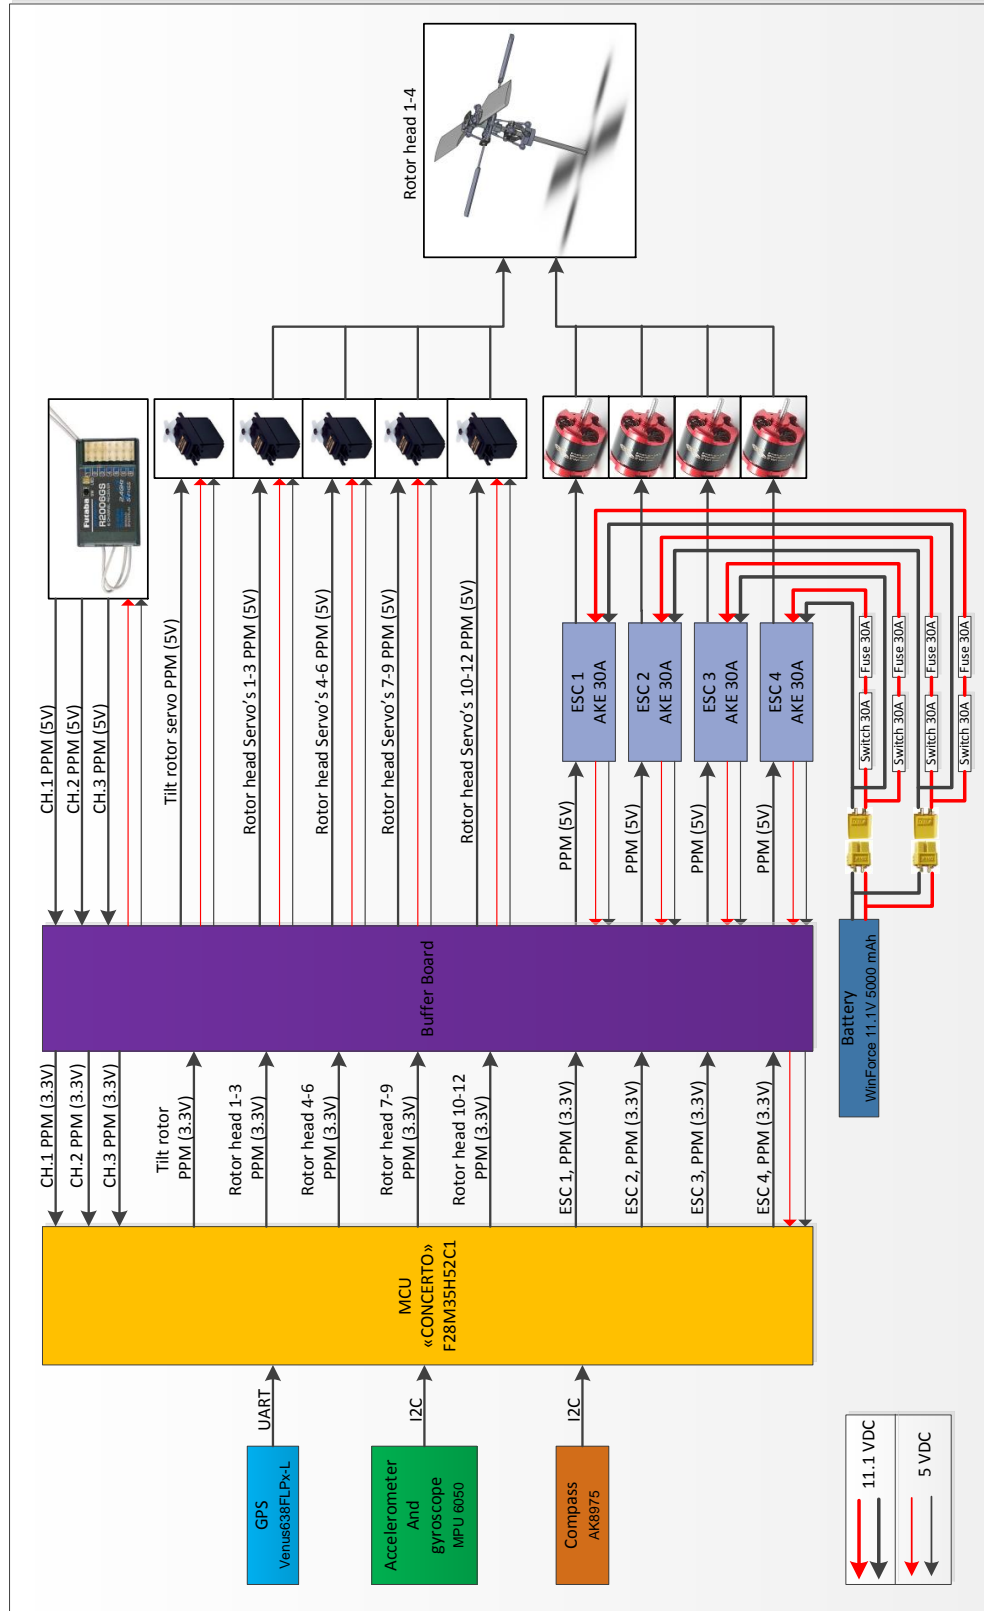 Rotor head 1-4
Futaba
R2008GS
2.4GHz
CH.1 PPM (5V)
CH.2 PPM (5V)
CH.3 PPM (5V)
Tilt rotor servo PPM (5V)
Rotor head Servo's 1-3 PPM (5V)
Rotor head Servo's 4-6 PPM (5V)
Rotor head Servo's 7-9 PPM (5V)
Rotor head Servo's 10-12 PPM (5V)
PPM (5V)
PPM (5V)
PPM (5V)
PPM (5V)
ESC 1
AKE 30A
ESC 2
AKE 30A
ESC 3
AKE 30A
ESC 4
AKE 30A
Fuse 30A
Fuse 30A
Fuse 30A
Fuse 30A
Switch 30A
Switch 30A
Switch 30A
Switch 30A
Buffer Board
Battery
WinForce 11.1V 5000 mAh
CH.1 PPM (3.3V)
CH.2 PPM (3.3V)
CH.3 PPM (3.3V)
Tilt rotor
PPM (3.3V)
Rotor head 1-3
PPM (3.3V)
Rotor head 4-6
PPM (3.3V)
Rotor head 7-9
PPM (3.3V)
Rotor head 10-12
PPM (3.3V)
ESC 1, PPM (3.3V)
ESC 2, PPM (3.3V)
ESC 3, PPM (3.3V)
ESC 4, PPM (3.3V)
MCU
«CONCERTO»
F28M35H52C1
UART
I2C
I2C
GPS
Venus638FLPx-L
Accelerometer
And
gyroscope
MPU 6050
Compass
AK8975
11.1 VDC
5 VDC